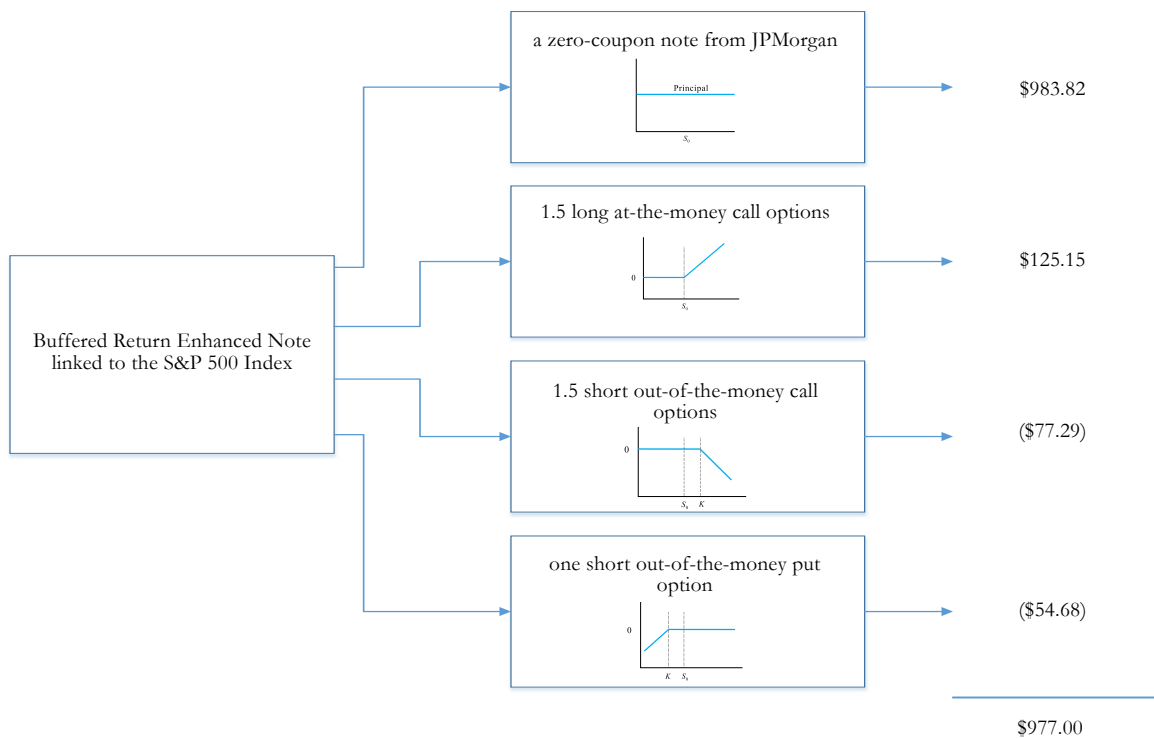 a zero-coupon note from JPMorgan
Principal
S0
$983.82
1.5 long at-the-money call options
0
S0
$125.15
Buffered Return Enhanced Note
linked to the S&P 500 Index
1.5 short out-of-the-money call
options
0
S0 K
($77.29)
one short out-of-the-money put
option
0
K S0
($54.68)
$977.00